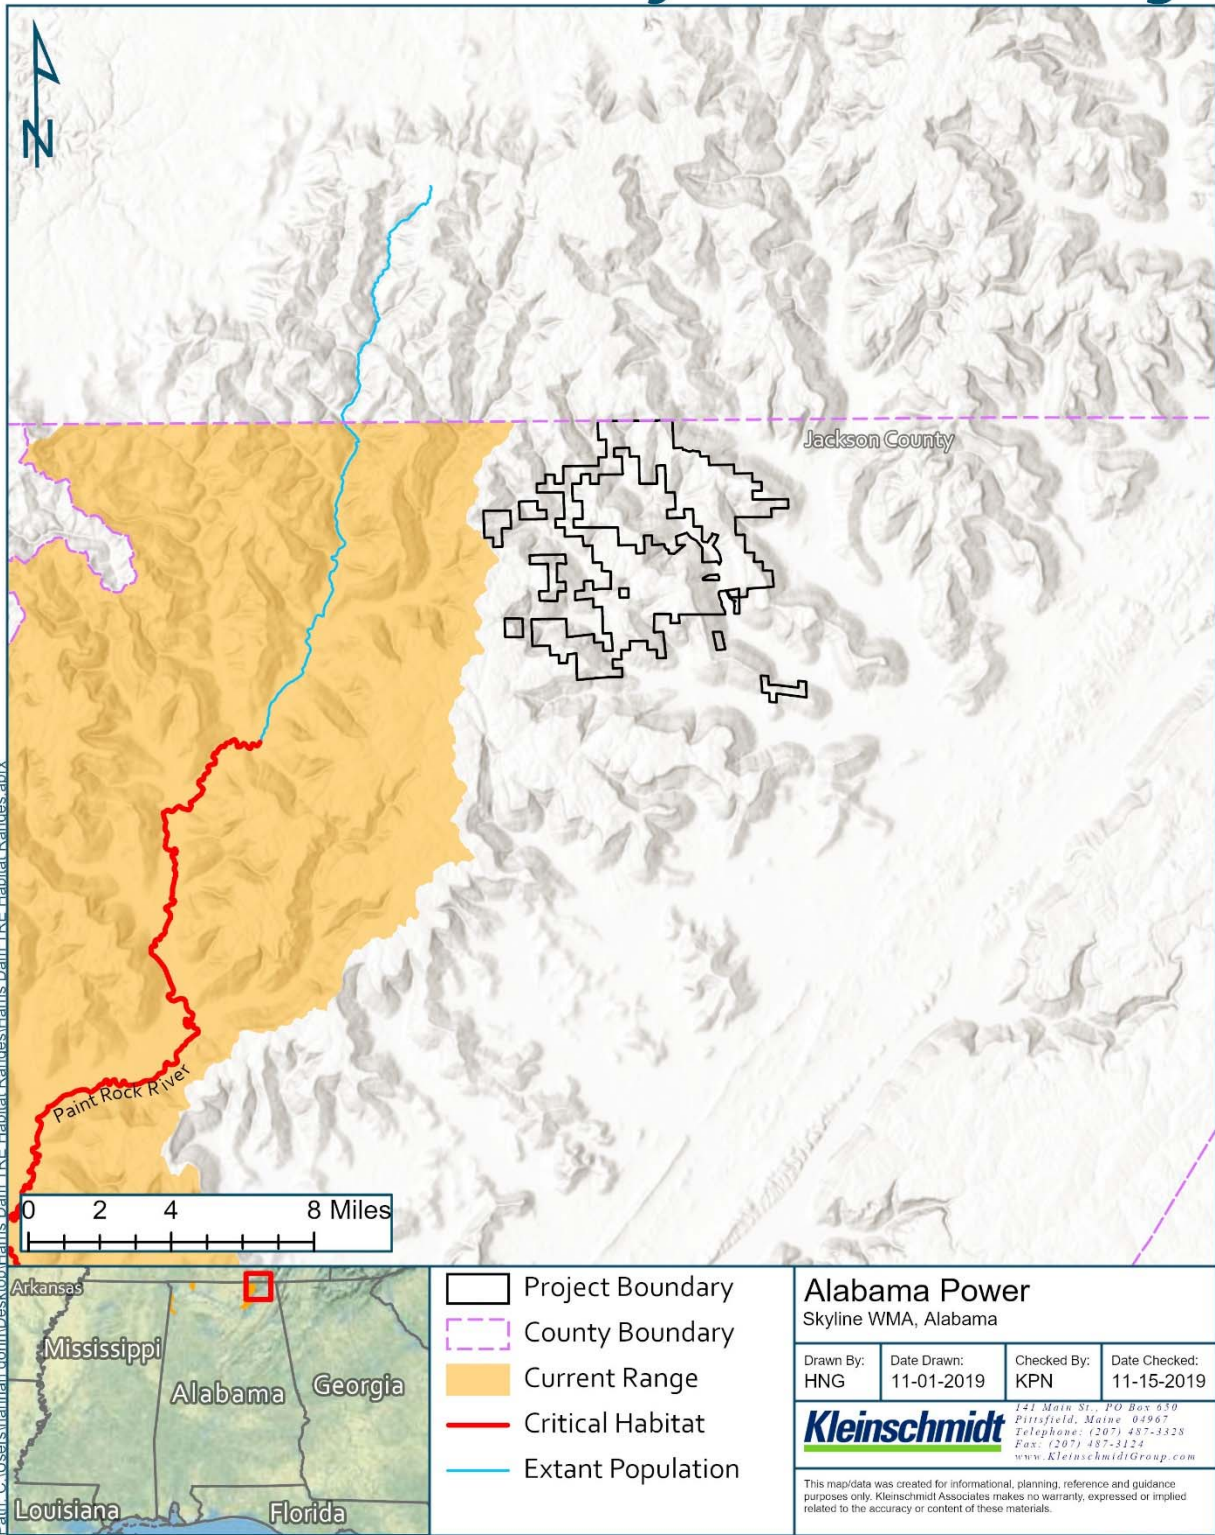 N
Jackson County
Paint Rock River
0 2 4 8 Miles
Arkansas
Mississippi
Alabama
Georgia
Louisiana
Florida
Project Boundary
County Boundary
Current Range
Critical Habitat
Extant Population
Alabama Power
Skyline WMA, Alabama
Drawn By:
HNG
Date Drawn:
11-01-2019
Checked By:
KPN
Date Checked:
11-15-2019
Kleinschmidt
141 Main St., PO Box 650
Pittsfield, Maine 04967
Telephone: (207) 487-3328
Fax: (207) 487-3124
www.KleinschmidtGroup.com
This map/data was created for informational, planning, reference and guidance
purposes only. Kleinschmidt Associates makes no warranty, expressed or implied
related to the accuracy or content of these materials.